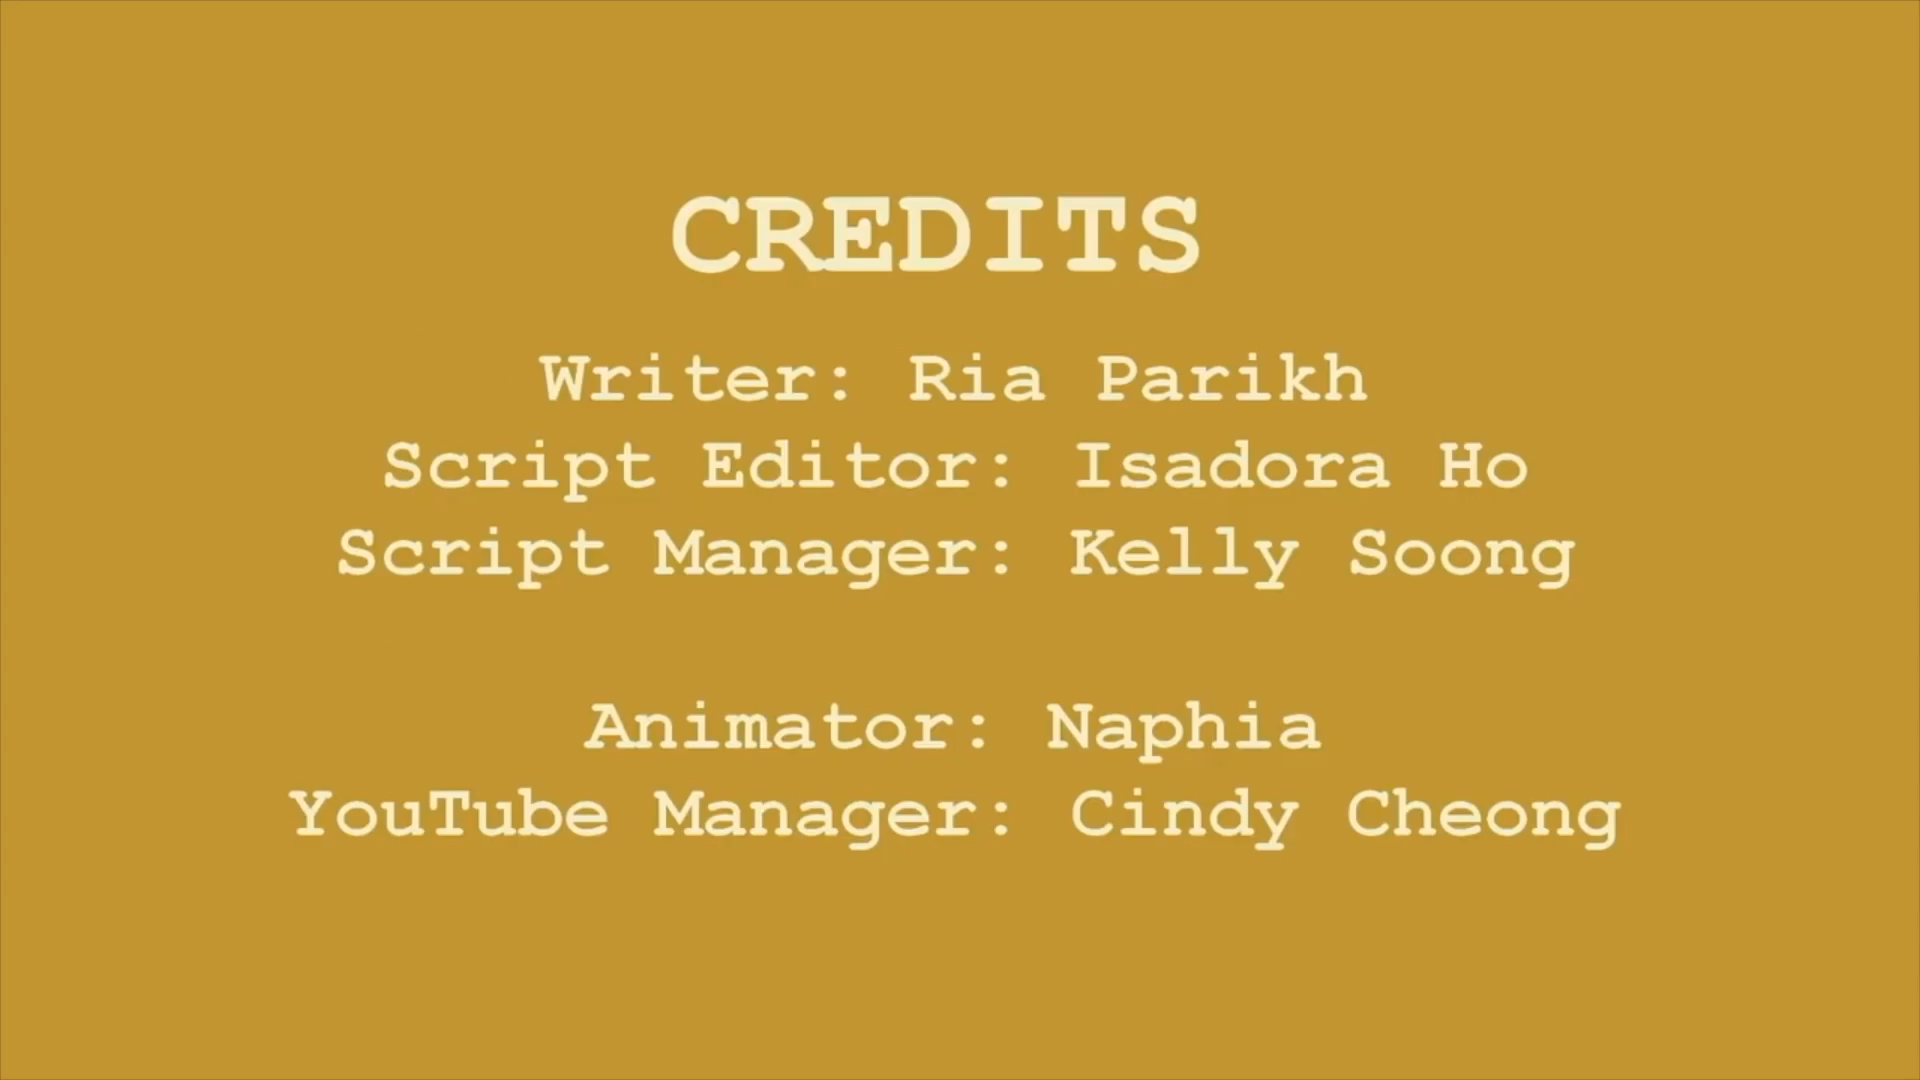 CREDITS
Writer: Ria Parikh
Script Editor: Isadora Ho
Script Manager: Kelly Soong
Animator: Naphia
YouTube Manager: Cindy Cheong